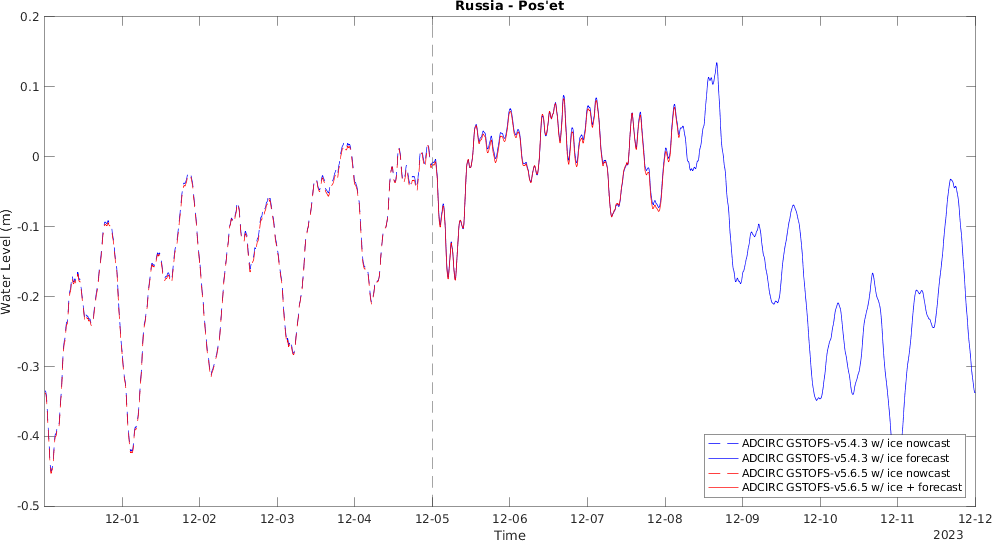 Russia - Pos'et
0.2
0.1
0
-0.1
-0.2
-0.3
-0.4
-0.5
Water Level (m)
ADCIRC GSTOFS-v5.4.3 w/ ice nowcast
ADCIRC GSTOFS-v5.4.3 w/ ice forecast
ADCIRC GSTOFS-v5.6.5 w/ ice nowcast
ADCIRC GSTOFS-v5.6.5 w/ ice + forecast
12-01 12-02 12-03 12-04 12-05 12-06 12-07 12-08 12-09 12-10 12-11 12-12
Time
2023